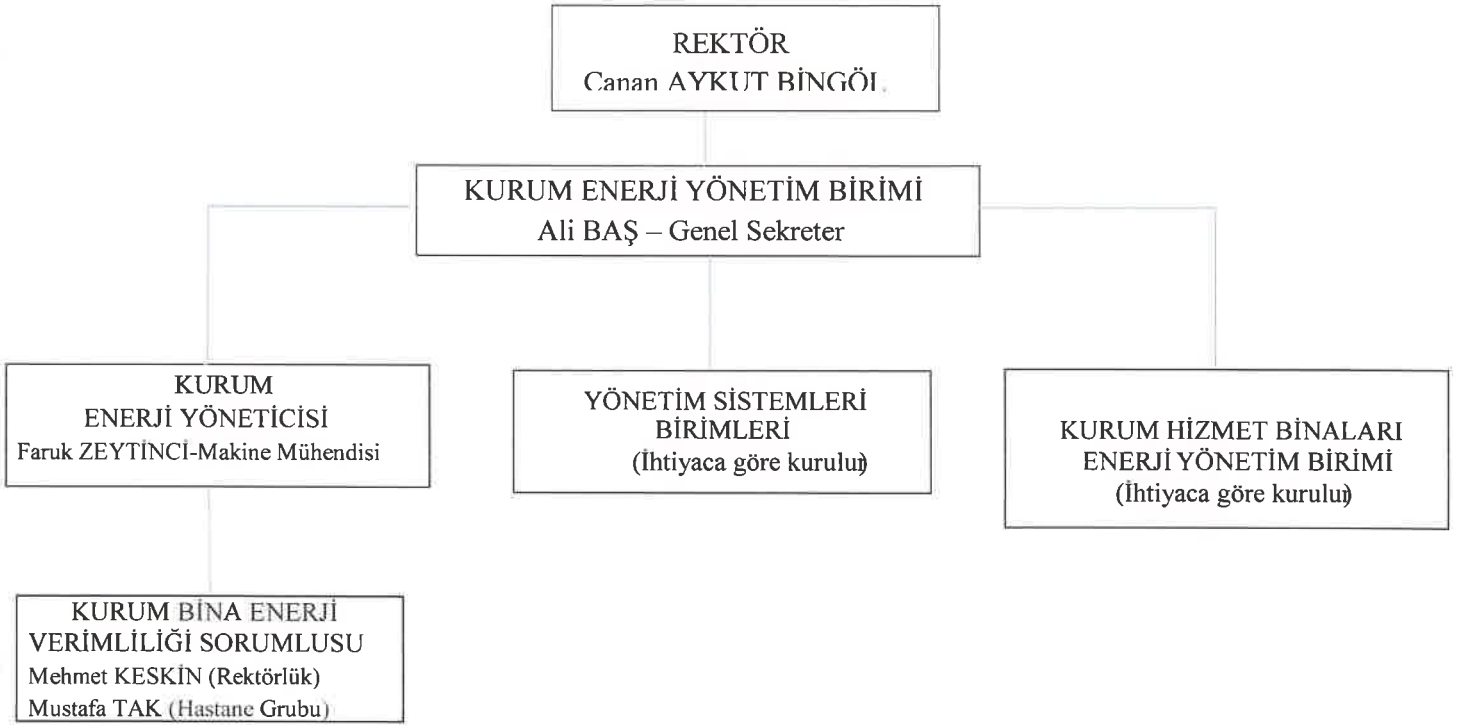 REKTÖR
Canan AYKUT BİNGÖL
KURUM ENERJİ YÖNETİM BİRİMİ
Ali BAŞ – Genel Sekreter
KURUM
ENERJİ YÖNETİCİSİ
Faruk ZEYTİNCİ-Makine Mühendisi
YÖNETİM SİSTEMLERİ
BİRİMLERİ
(İhtiyaca göre kurulur)
KURUM HİZMET BİNALARI
ENERJİ YÖNETİM BİRİMİ
(İhtiyaca göre kurulur)
KURUM BİNA ENERJİ
VERİMLİLİĞİ SORUMLUSU
Mehmet KESKİN (Rektörlük)
Mustafa TAK (Hastane Grubu)